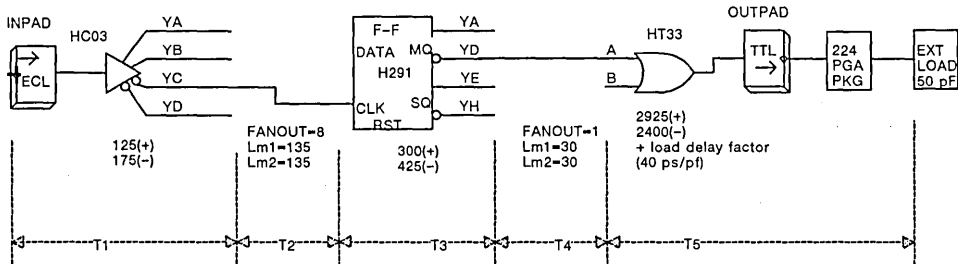 INPAD
ECL
HC03
YA
YB
YC
YD
125(+)
175(-)
FANOUT=8
Lm1=135
Lm2=135
F-F
DATA MQ
H291
CLK SQ
RST
YA
YD
YE
YH
300(+)
425(-)
FANOUT=1
Lm1=30
Lm2=30
A
B
HT33
2925(+)
2400(-)
+ load delay factor
(40 ps/pf)
OUTPAD
TTL
224
PGA
PKG
EXT
LOAD
50 pF
T1
T2
T3
T4
T5